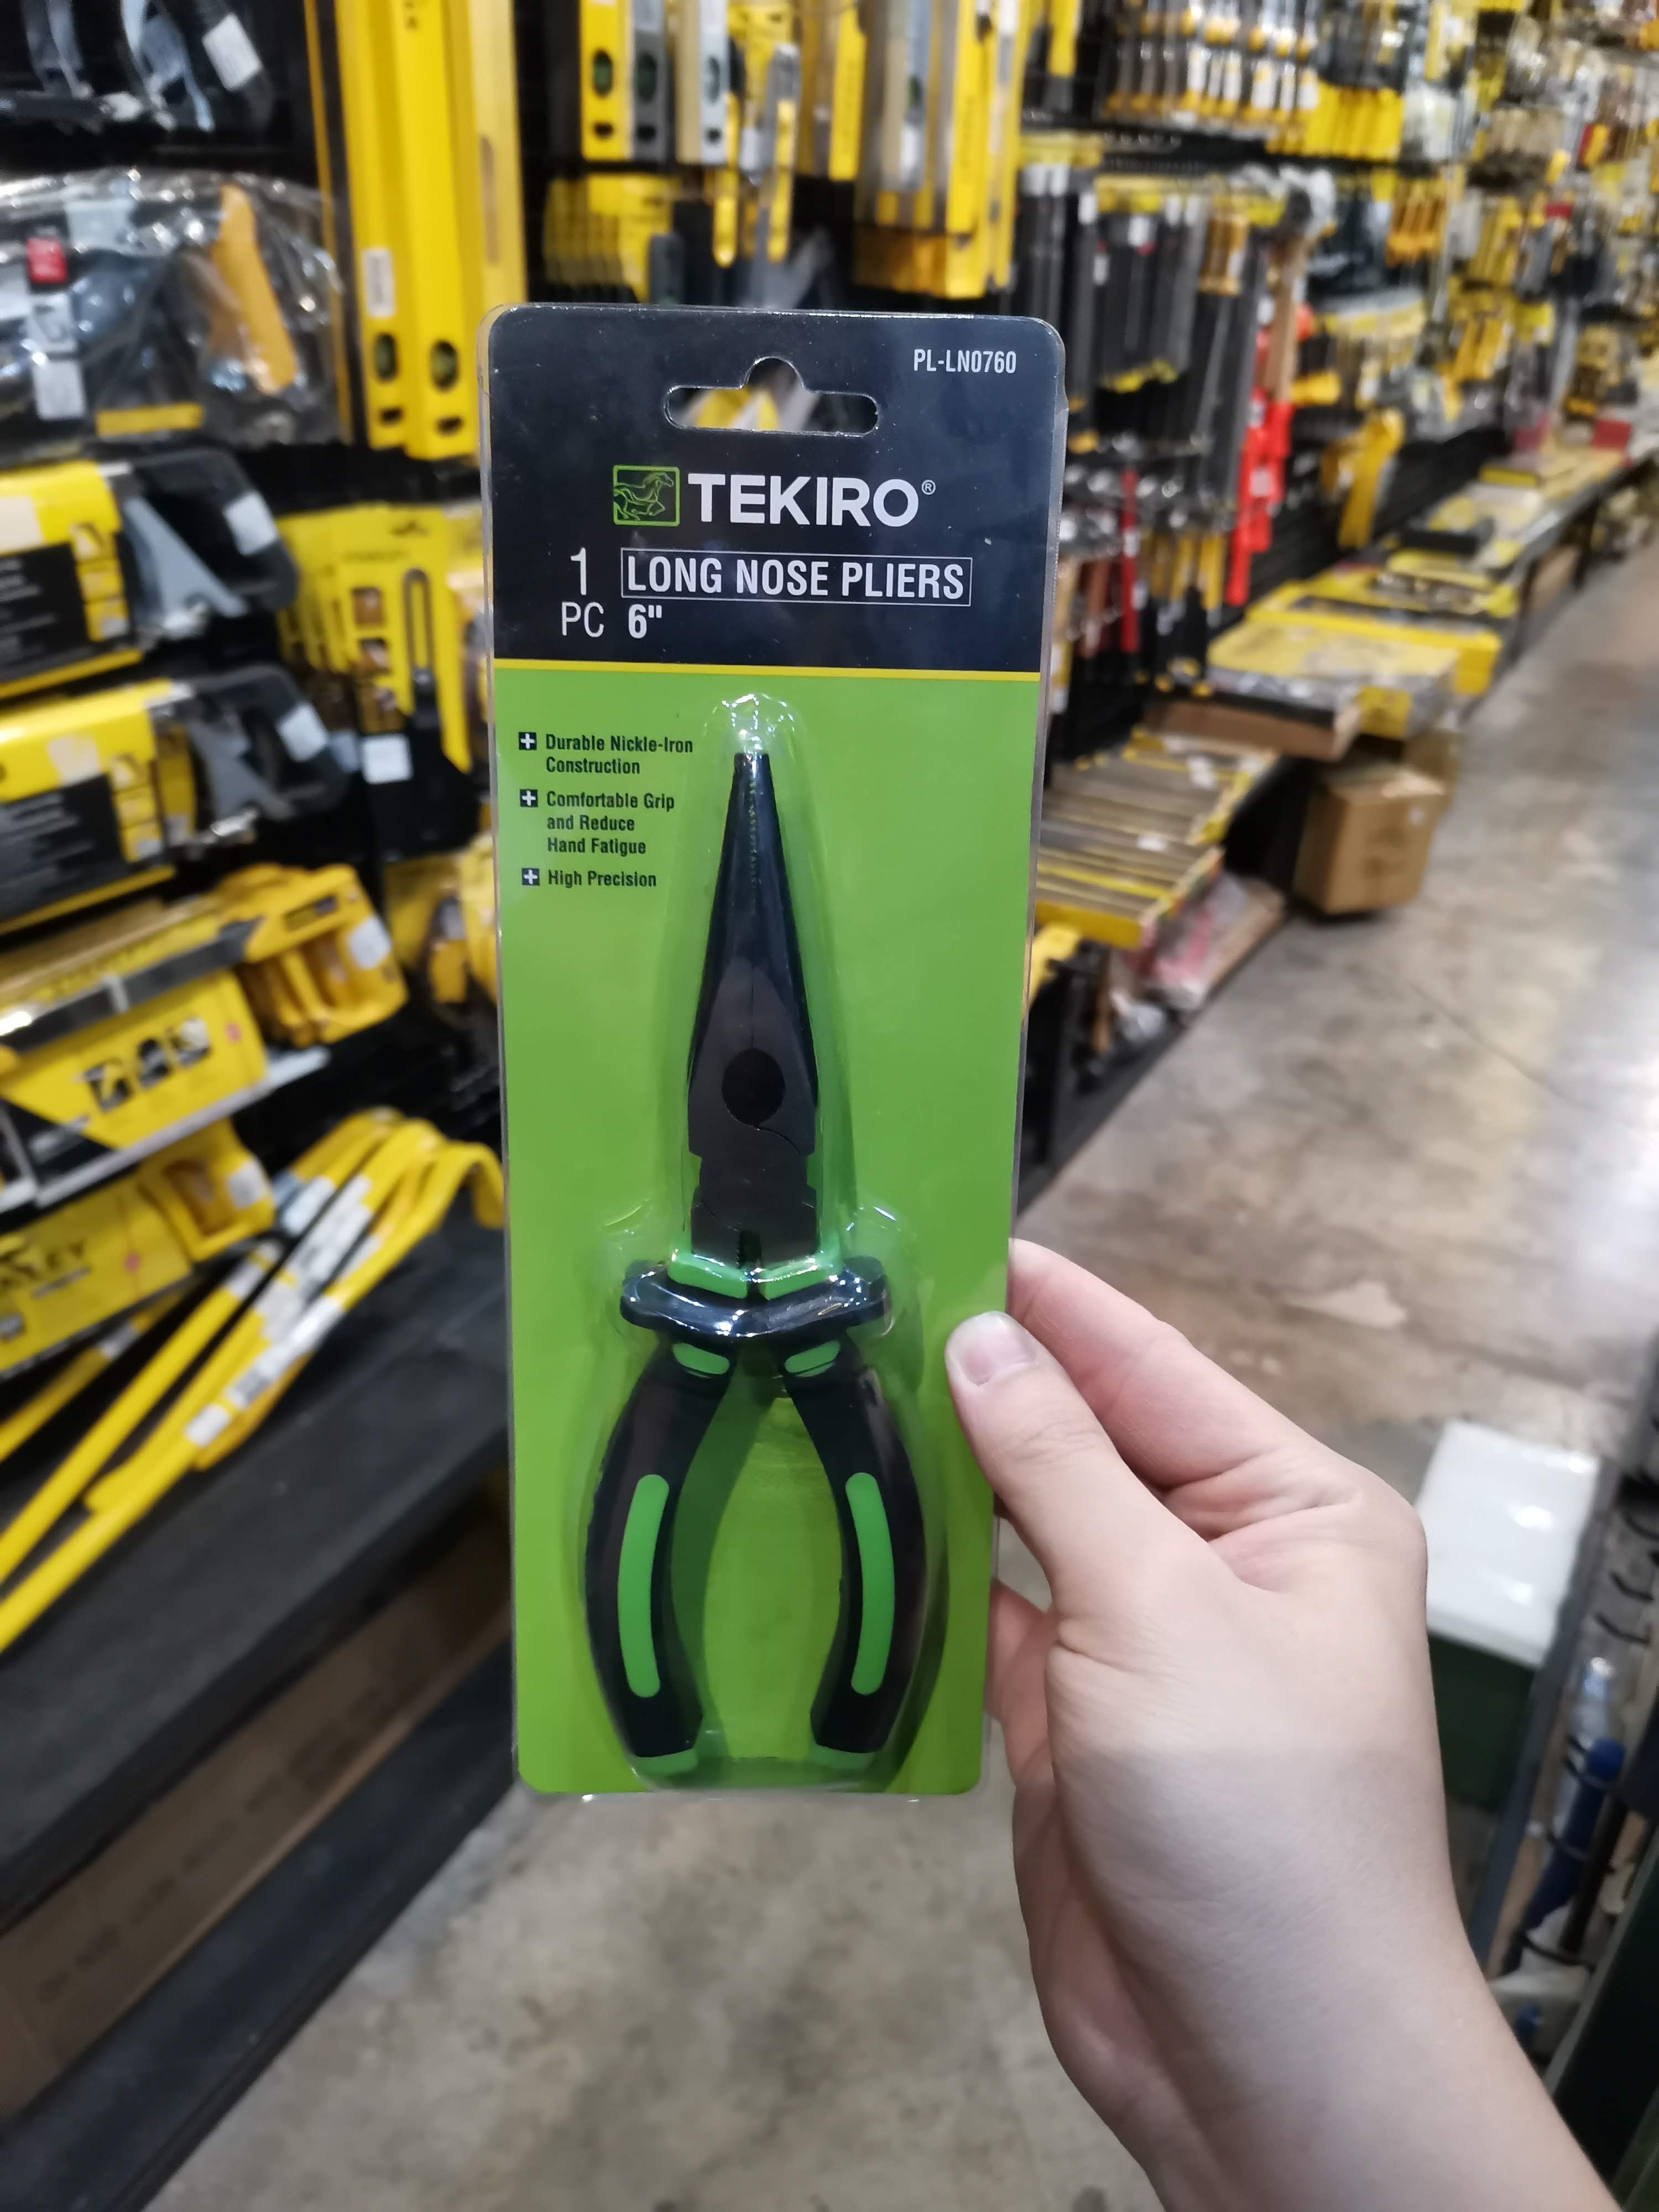 PL-LN0760
TEKIRO®
1 PC
LONG NOSE PLIERS
6"
Durable Nickle-Iron
Construction
Comfortable Grip
and Reduce
Hand Fatigue
High Precision